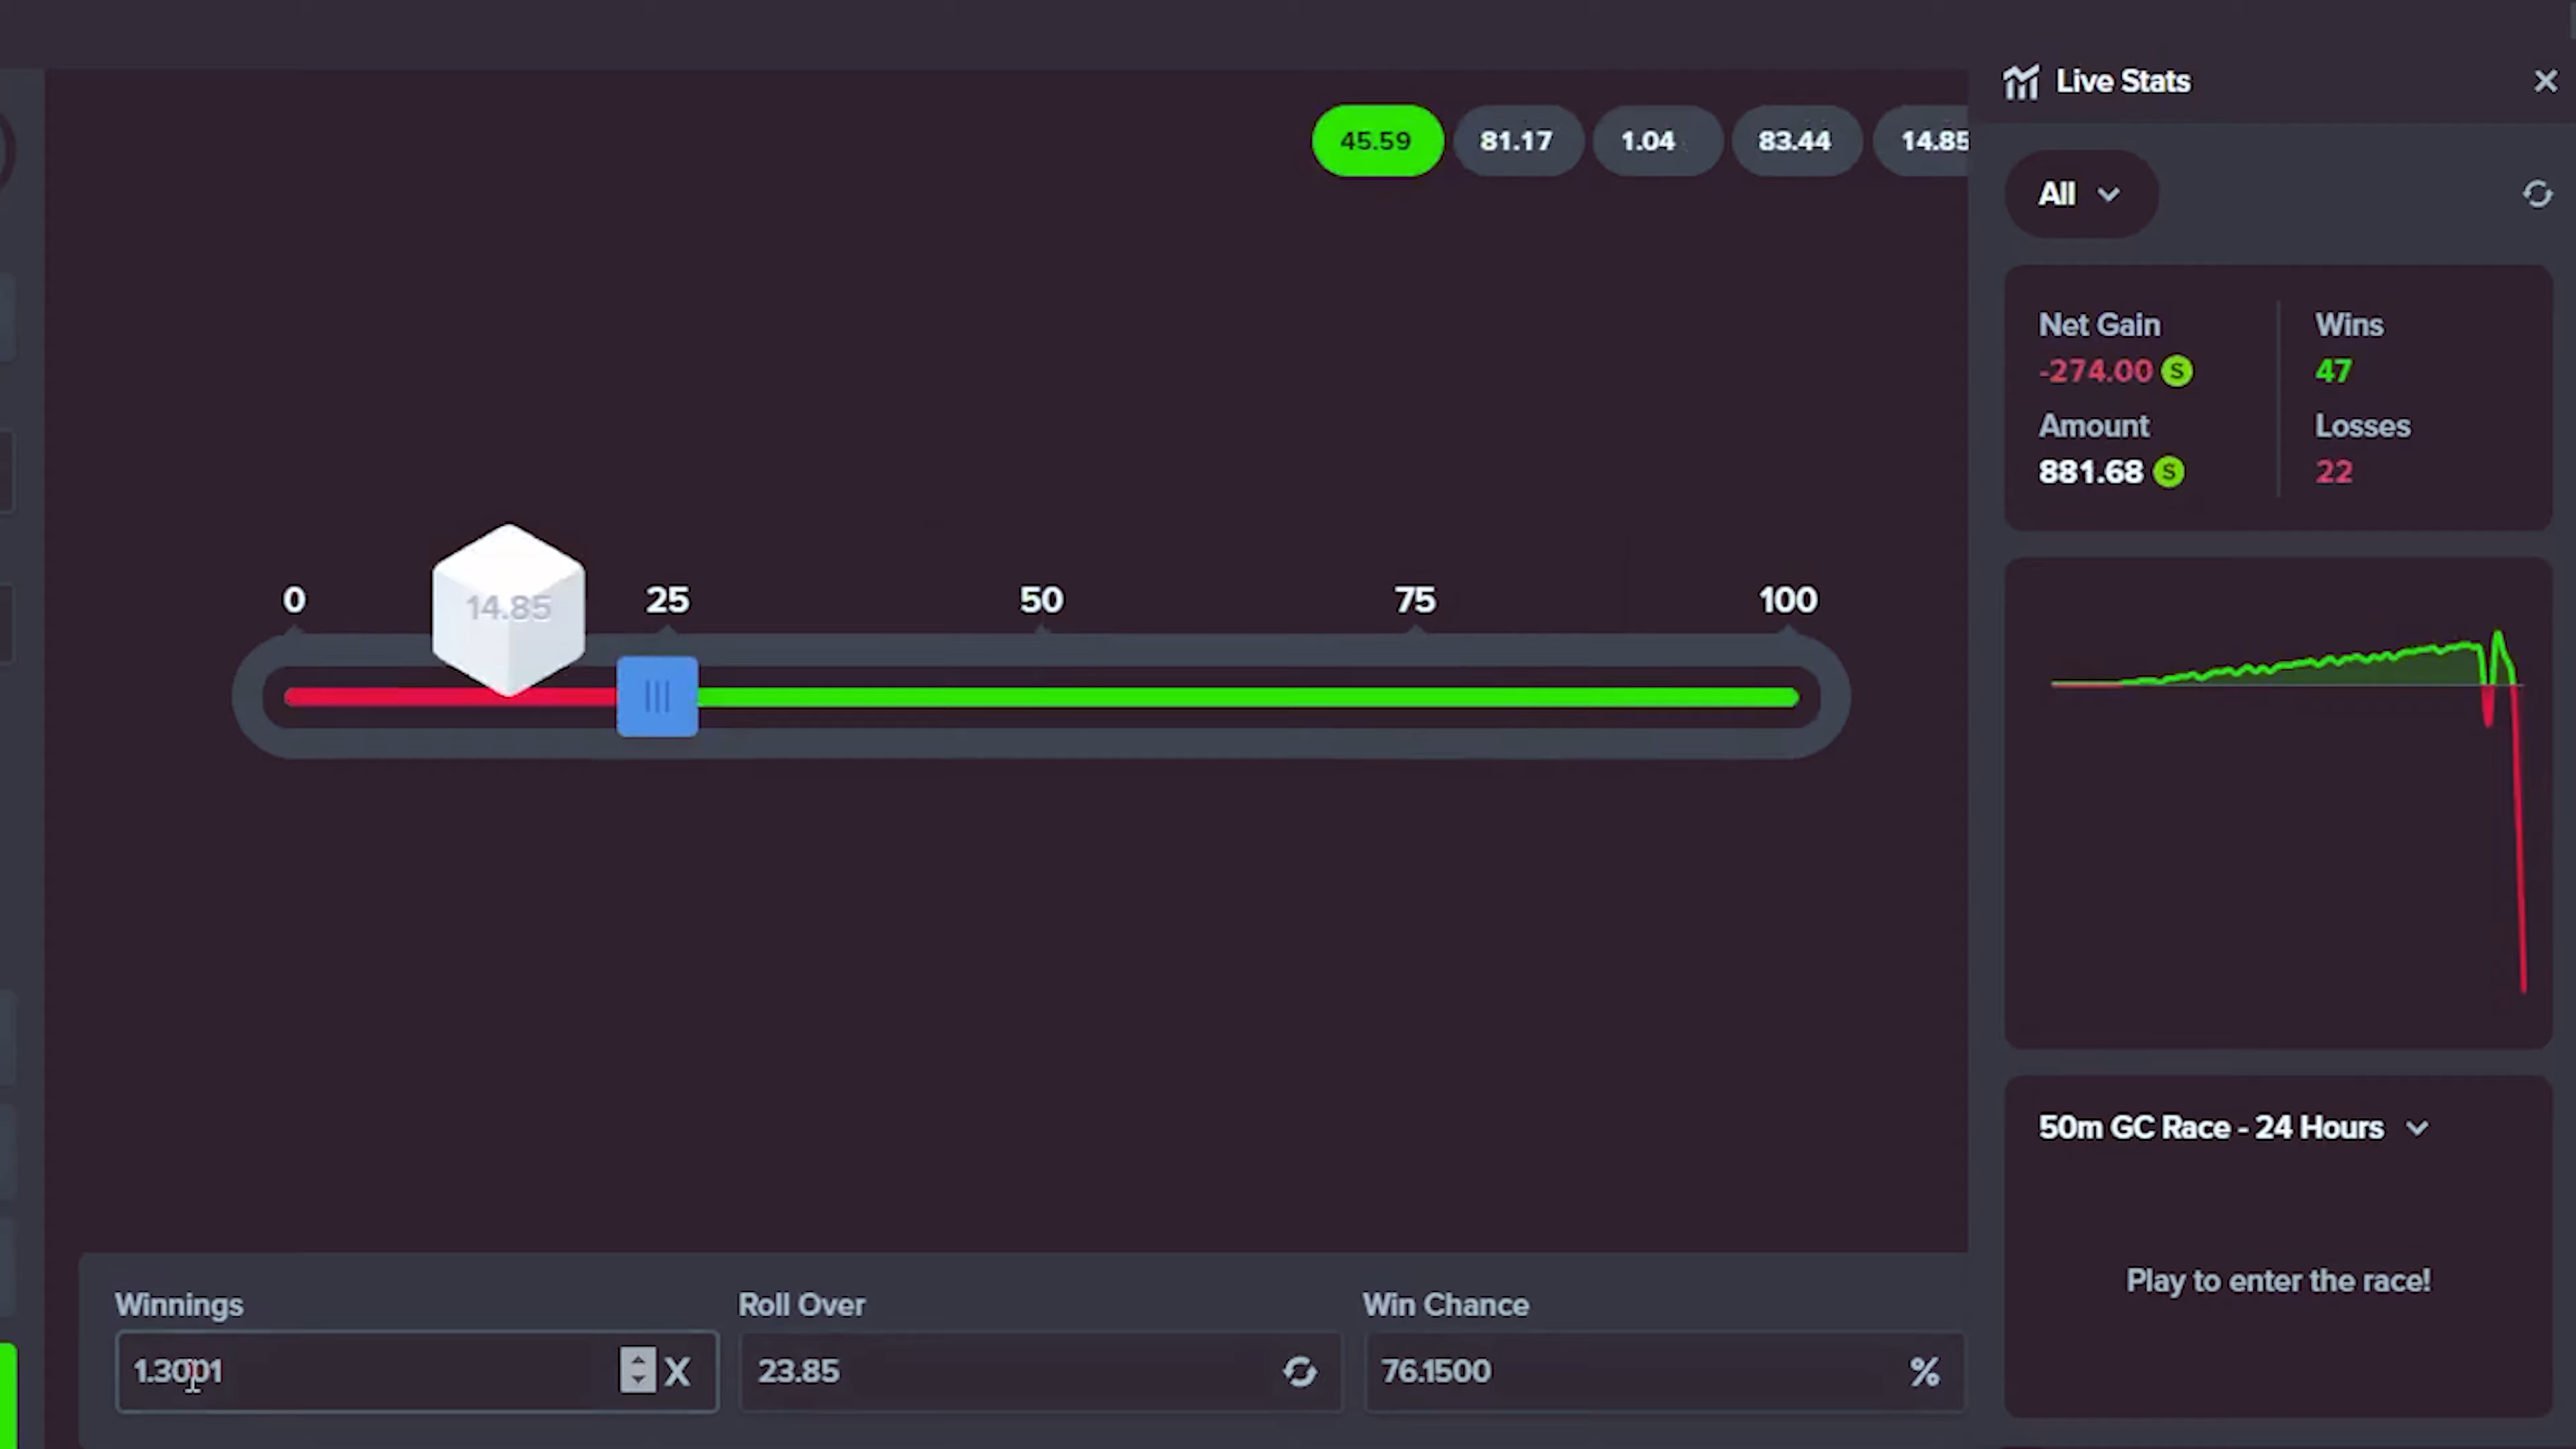 Live Stats
45.59 81.17 1.04 83.44 14.85
All
Net Gain
-274.00 S
Wins
47
Amount
881.68 S
Losses
22
0 25 50 75 100
14.85
50m GC Race - 24 Hours
Play to enter the race!
Winnings
1.3001 X
Roll Over
23.85
Win Chance
76.1500 %